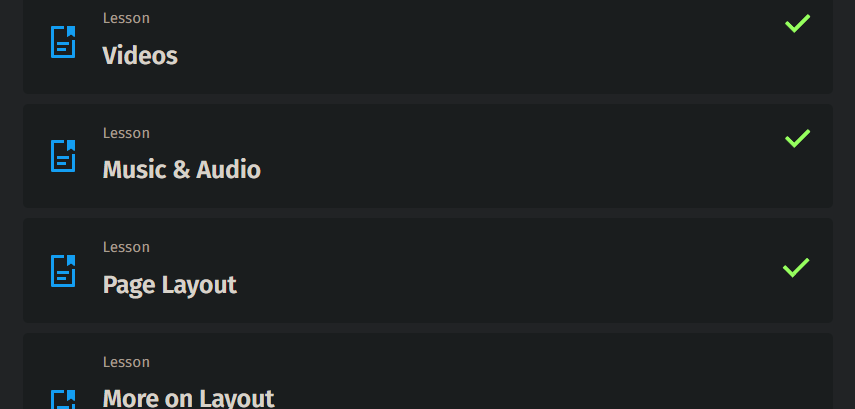 Lesson
Videos
Lesson
Music & Audio
Lesson
Page Layout
Lesson
More on Layout